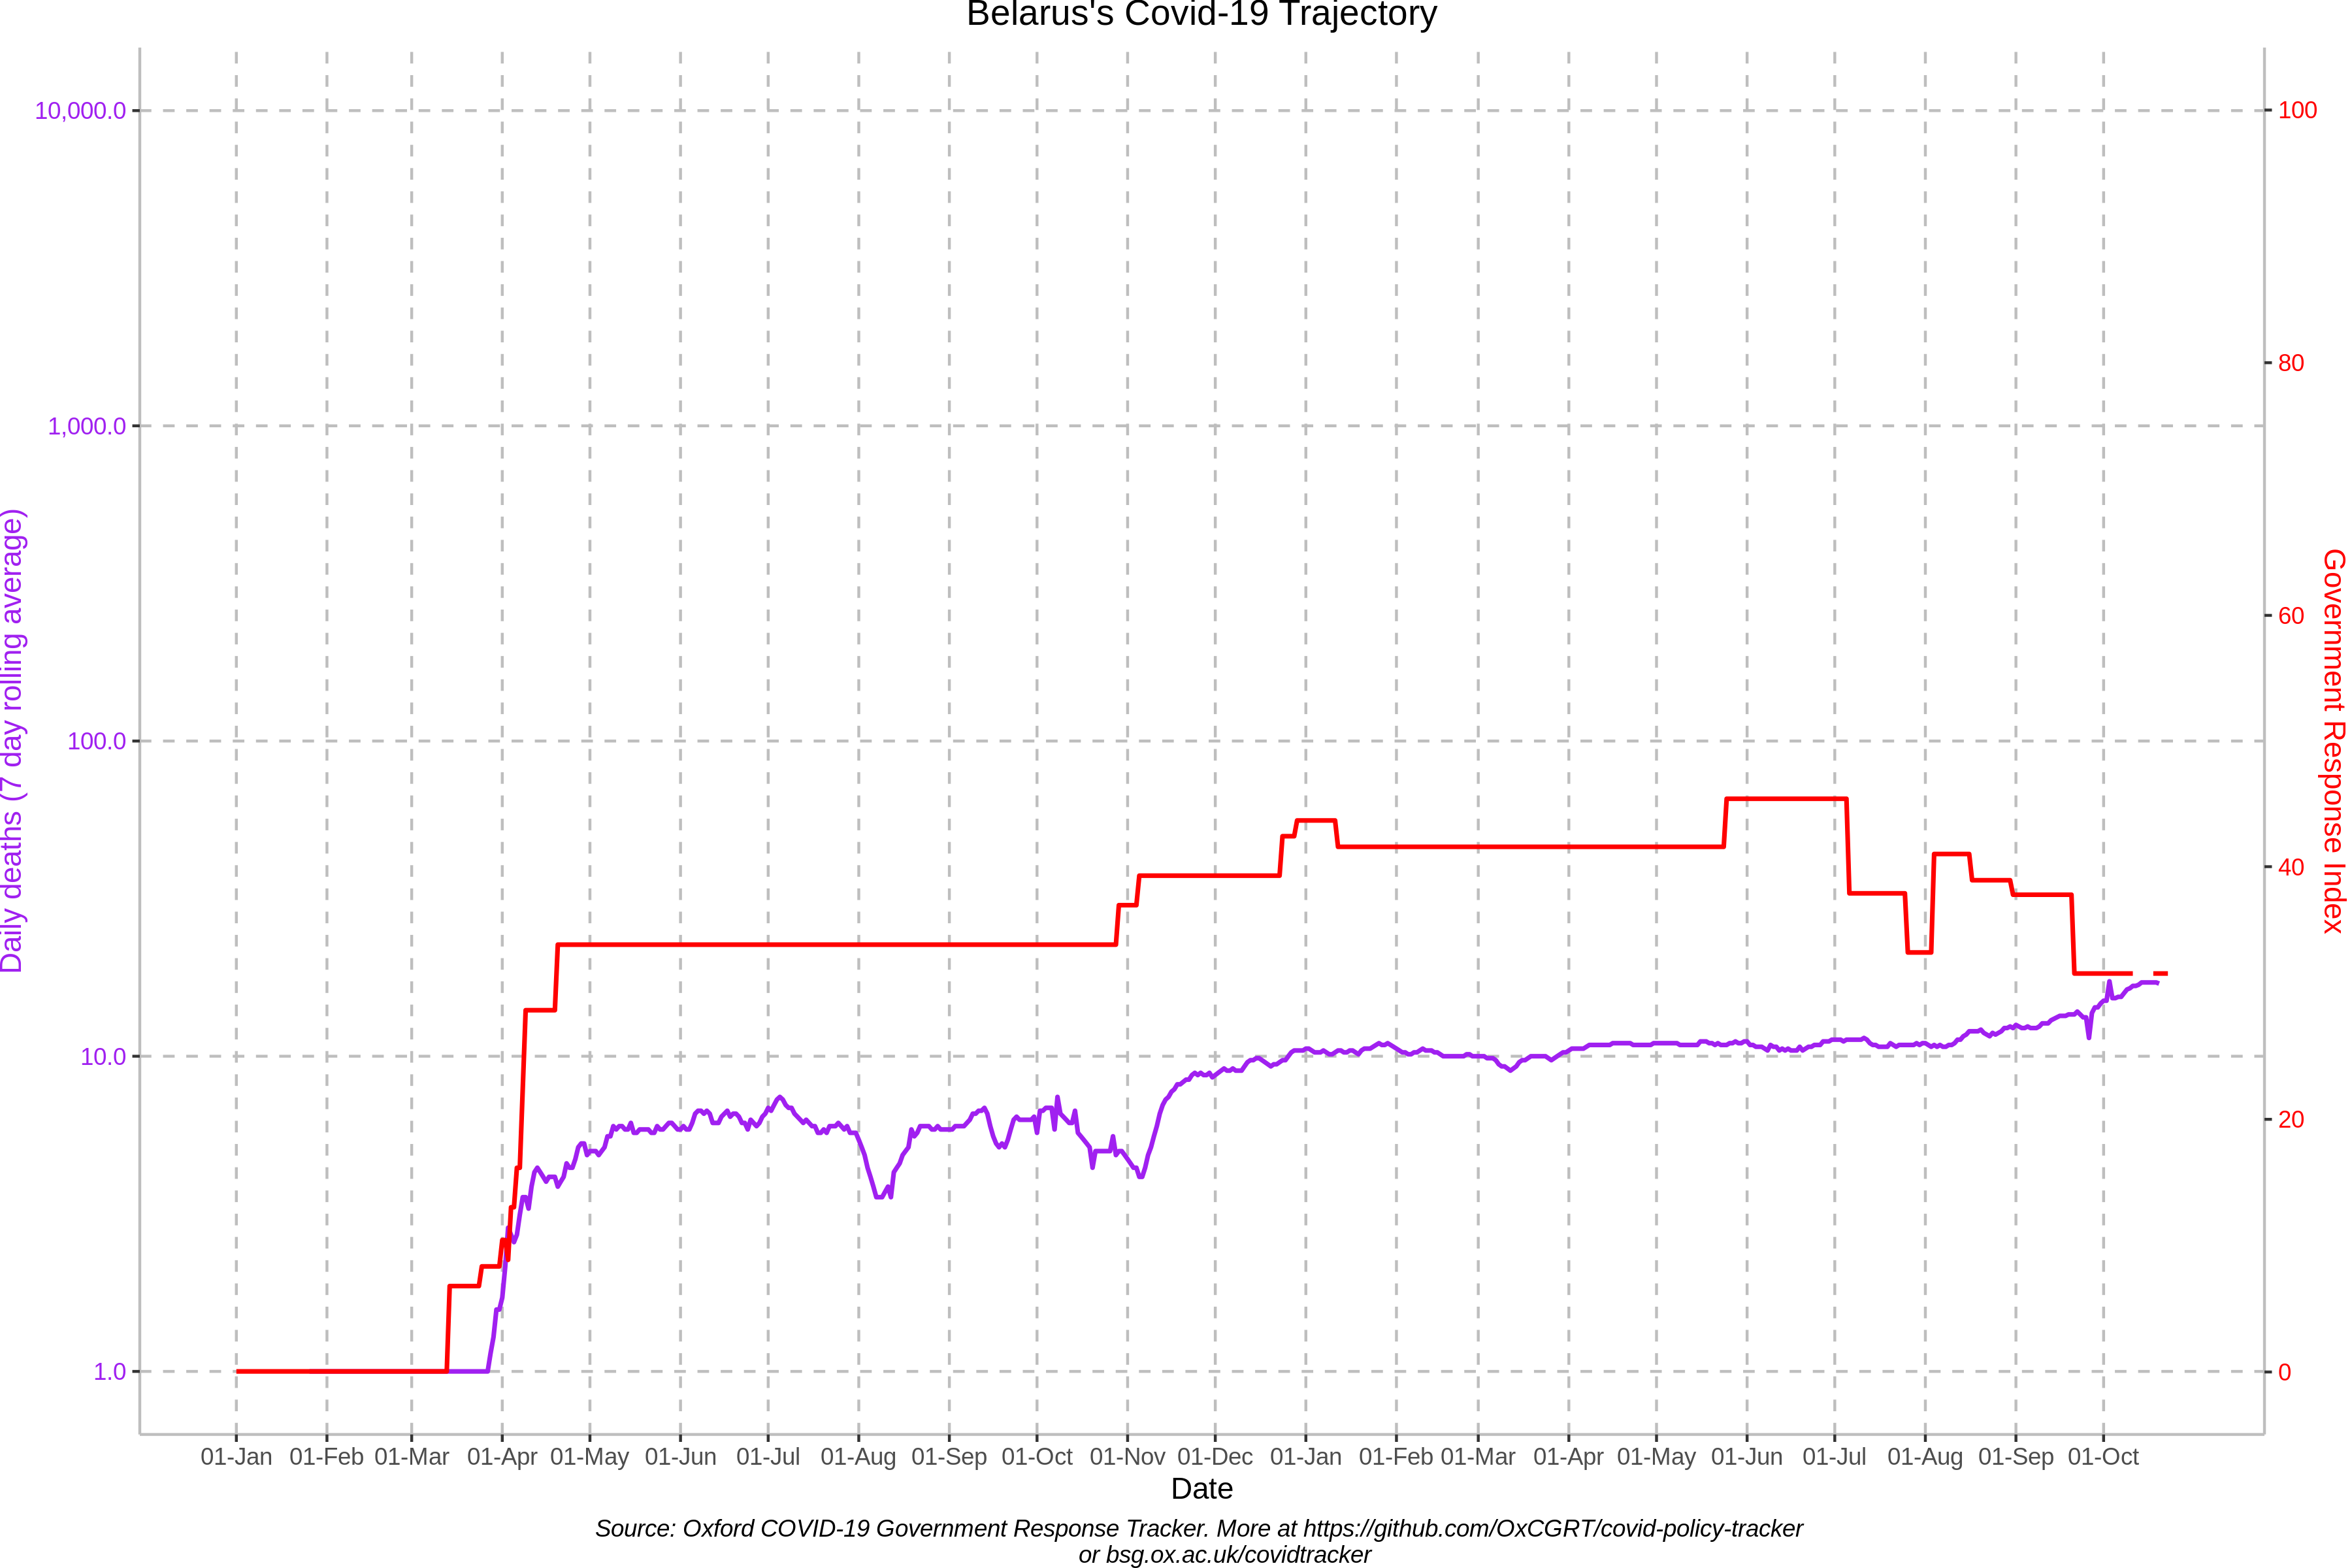 Belarus's Covid-19 Trajectory
10,000.0
1,000.0
100.0
10.0
1.0
Daily deaths (7 day rolling average)
100
80
60
40
20
0
Government Response Index
01-Jan 01-Feb 01-Mar 01-Apr 01-May 01-Jun 01-Jul 01-Aug 01-Sep 01-Oct 01-Nov 01-Dec 01-Jan 01-Feb 01-Mar 01-Apr 01-May 01-Jun 01-Jul 01-Aug 01-Sep 01-Oct
Date
Source: Oxford COVID-19 Government Response Tracker. More at https://github.com/OxCGRT/covid-policy-tracker
or bsg.ox.ac.uk/covidtracker